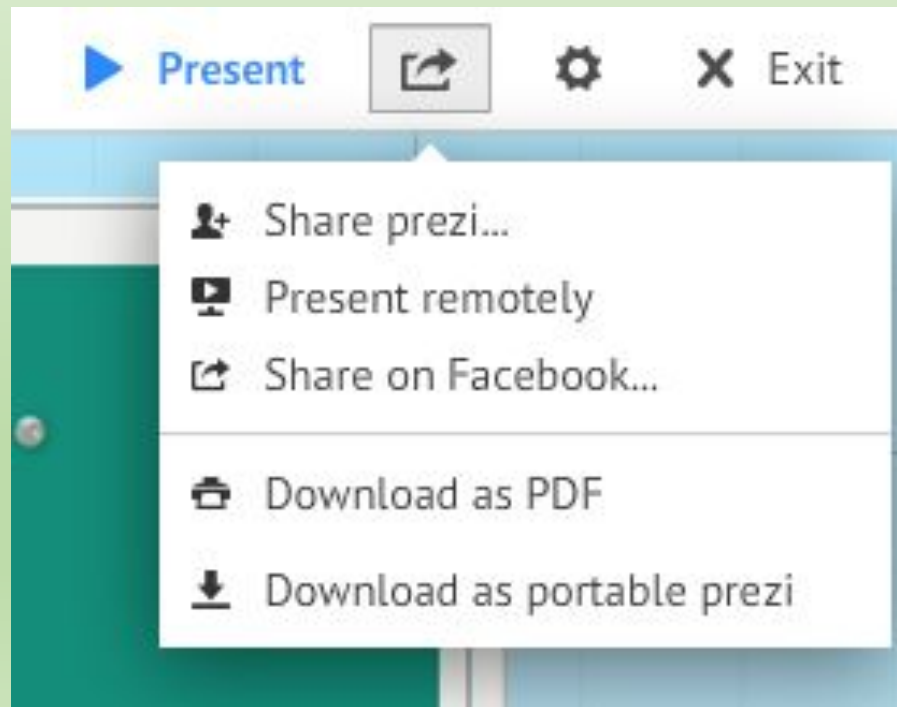 Present
Exit
Share prezi...
Present remotely
Share on Facebook...
Download as PDF
Download as portable prezi